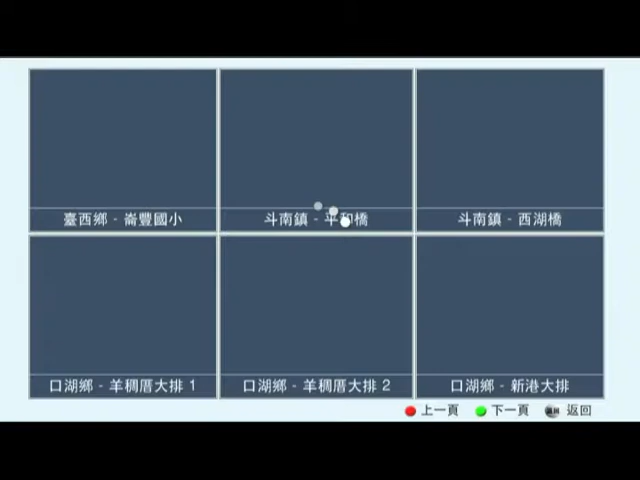 臺西鄉 - 崙豐國小
斗南鎮 - 平和橋
斗南鎮 - 西湖橋
口湖鄉 - 羊稠厝大排 1
口湖鄉 - 羊稠厝大排 2
口湖鄉 - 新港大排
上一頁 下一頁 返回